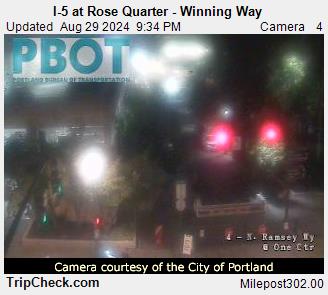 I-5 at Rose Quarter - Winning Way
Updated Aug 29 2024 9:34 PM Camera 4
PBOT
PORTLAND BUREAU OF TRANSPORTATION
4 - N. Ramsey Wy
@ One Ctr
Camera courtesy of the City of Portland
TripCheck.com Milepost302.00